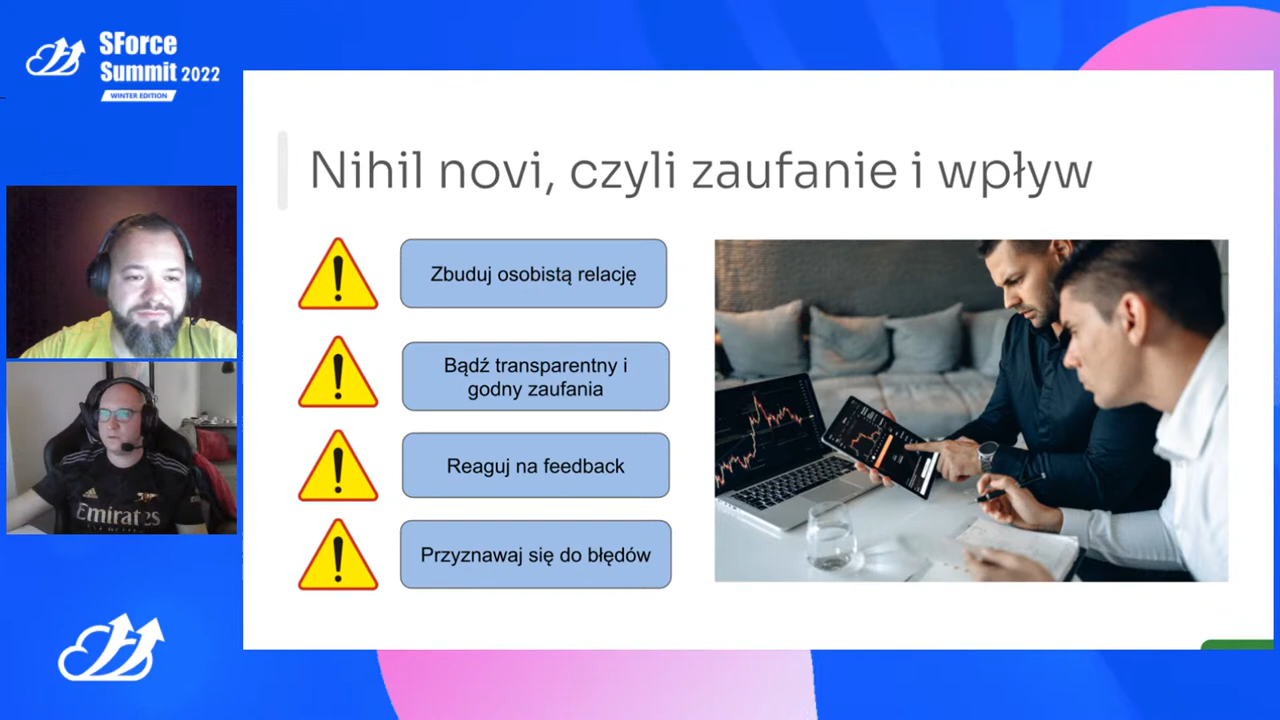 SForce
Summit 2022
WINTER EDITION
Nihil novi, czyli zaufanie i wpływ
Zbuduj osobistą relację
Bądź transparentny i
godny zaufania
Reaguj na feedback
Przyznawaj się do błędów
Emirates